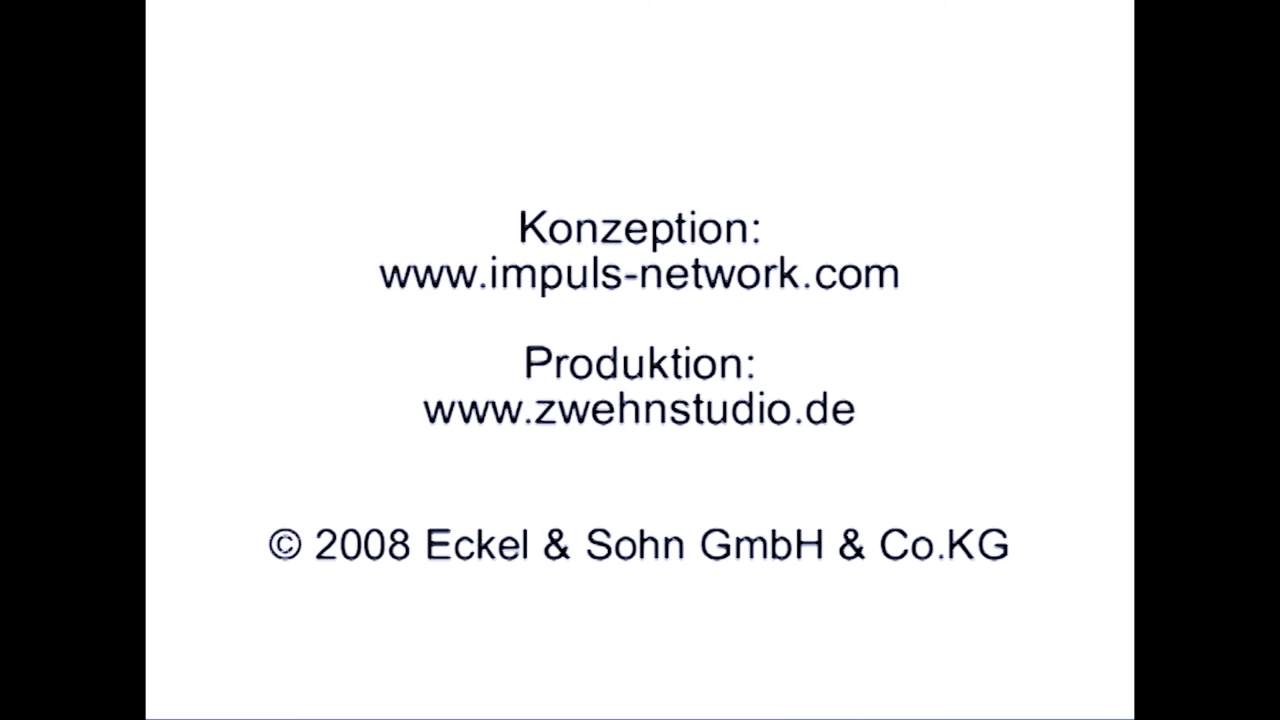 Konzeption:
www.impuls-network.com
Produktion:
www.zwehnstudio.de
© 2008 Eckel & Sohn GmbH & Co.KG